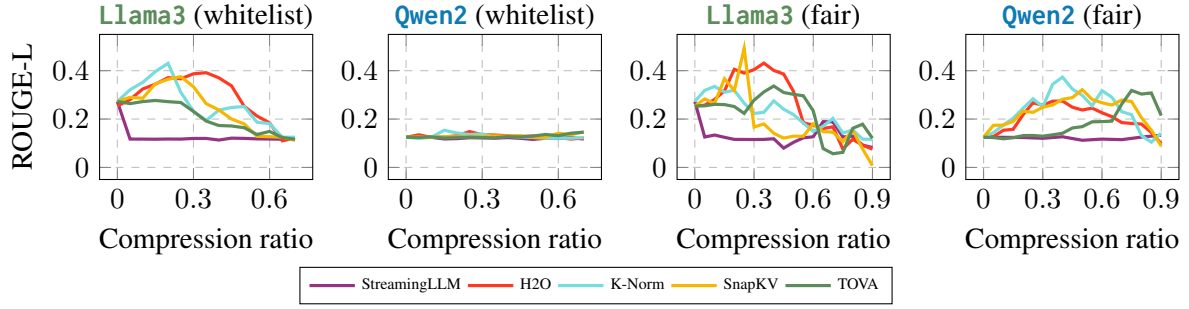 Llama3 (whitelist) Qwen2 (whitelist) Llama3 (fair) Qwen2 (fair)
ROUGE-L
0.4 0.4 0.4 0.4
0.2 0.2 0.2 0.2
0 0 0 0
0 0.3 0.6 0 0.3 0.6 0 0.3 0.6 0.9 0 0.3 0.6 0.9
Compression ratio Compression ratio Compression ratio Compression ratio
StreamingLLM H2O K-Norm SnapKV TOVA